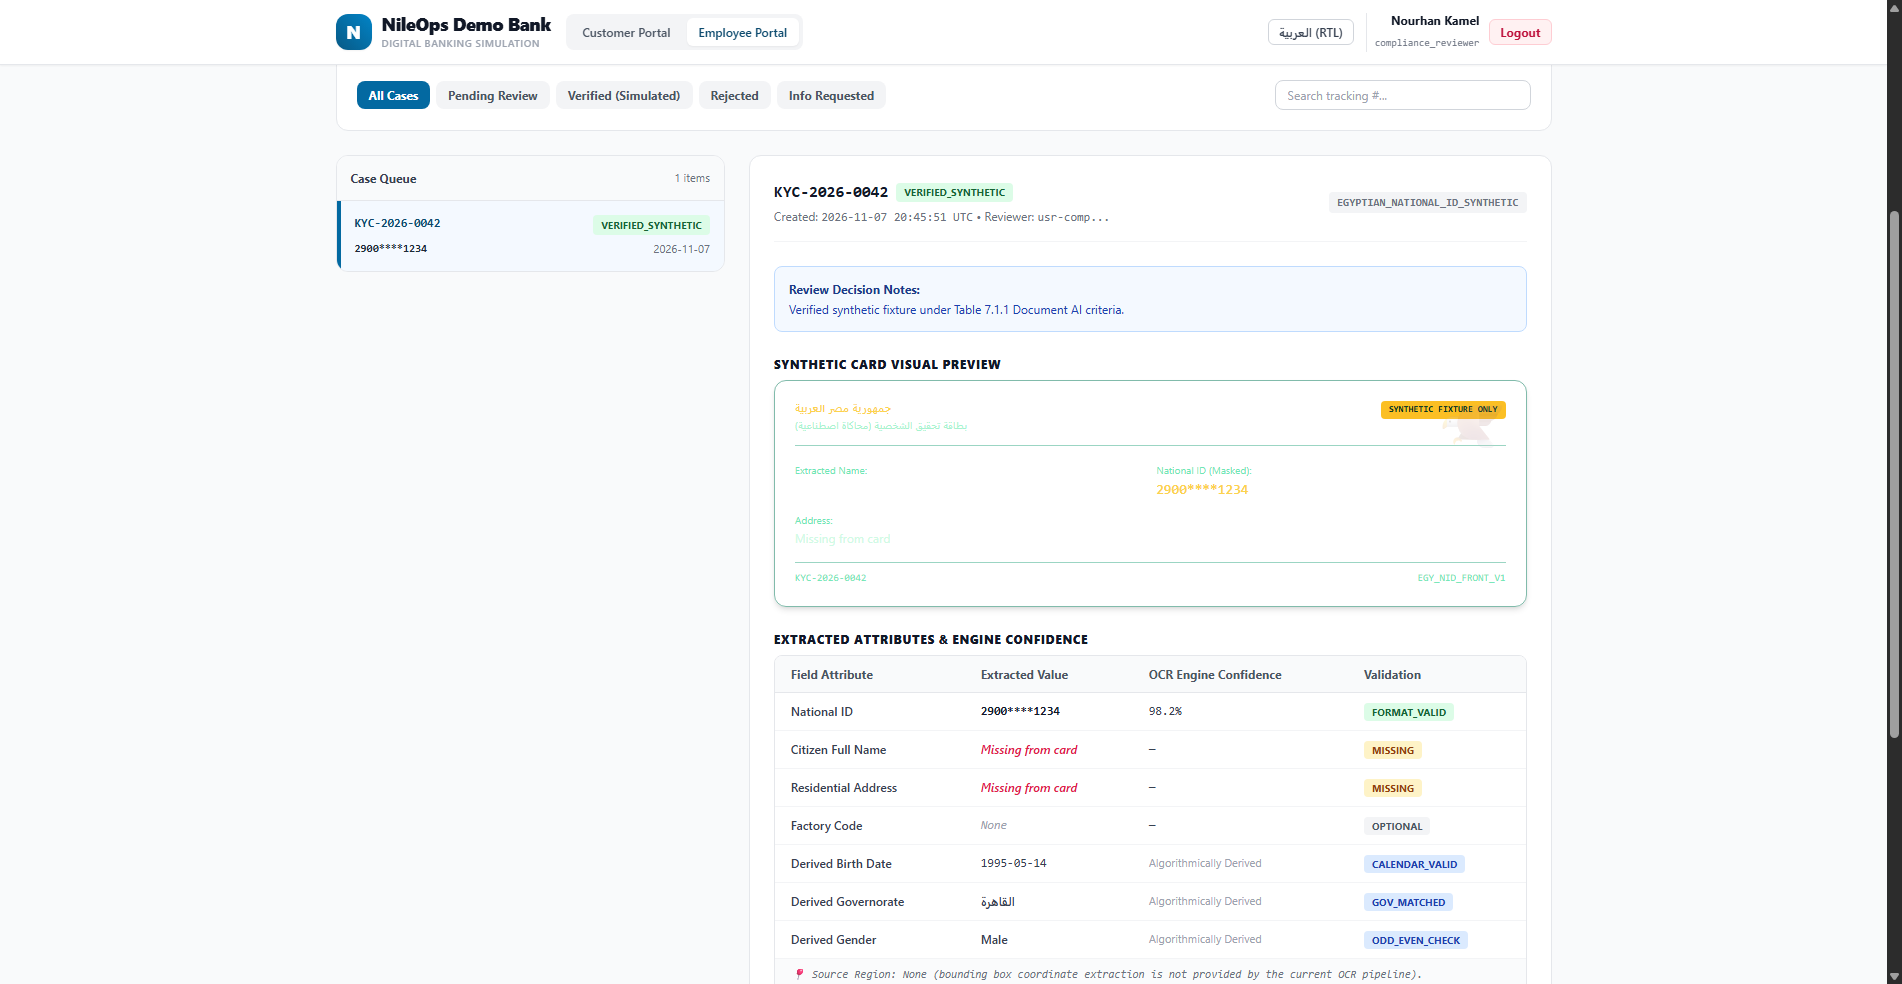 N
NileOps Demo Bank
DIGITAL BANKING SIMULATION
Customer Portal
Employee Portal
العربية (RTL)
Nourhan Kamel
compliance_reviewer
Logout
All Cases
Pending Review
Verified (Simulated)
Rejected
Info Requested
Search tracking #...
Case Queue
1 items
KYC-2026-0042
VERIFIED_SYNTHETIC
2900****1234
2026-11-07
KYC-2026-0042 VERIFIED_SYNTHETIC
Created: 2026-11-07 20:45:51 UTC • Reviewer: usr-comp...
EGYPTIAN_NATIONAL_ID_SYNTHETIC
Review Decision Notes:
Verified synthetic fixture under Table 7.1.1 Document AI criteria.
SYNTHETIC CARD VISUAL PREVIEW
جمهورية مصر العربية
بطاقة تحقيق الشخصية (محاكاة اصطناعية)
SYNTHETIC FIXTURE ONLY
Extracted Name:
National ID (Masked):
2900****1234
Address:
Missing from card
KYC-2026-0042
EGY_NID_FRONT_V1
EXTRACTED ATTRIBUTES & ENGINE CONFIDENCE
Field Attribute Extracted Value OCR Engine Confidence Validation
National ID 2900****1234 98.2% FORMAT_VALID
Citizen Full Name Missing from card — MISSING
Residential Address Missing from card — MISSING
Factory Code None — OPTIONAL
Derived Birth Date 1995-05-14 Algorithmically Derived CALENDAR_VALID
Derived Governorate القاهرة Algorithmically Derived GOV_MATCHED
Derived Gender Male Algorithmically Derived ODD_EVEN_CHECK
Source Region: None (bounding box coordinate extraction is not provided by the current OCR pipeline).